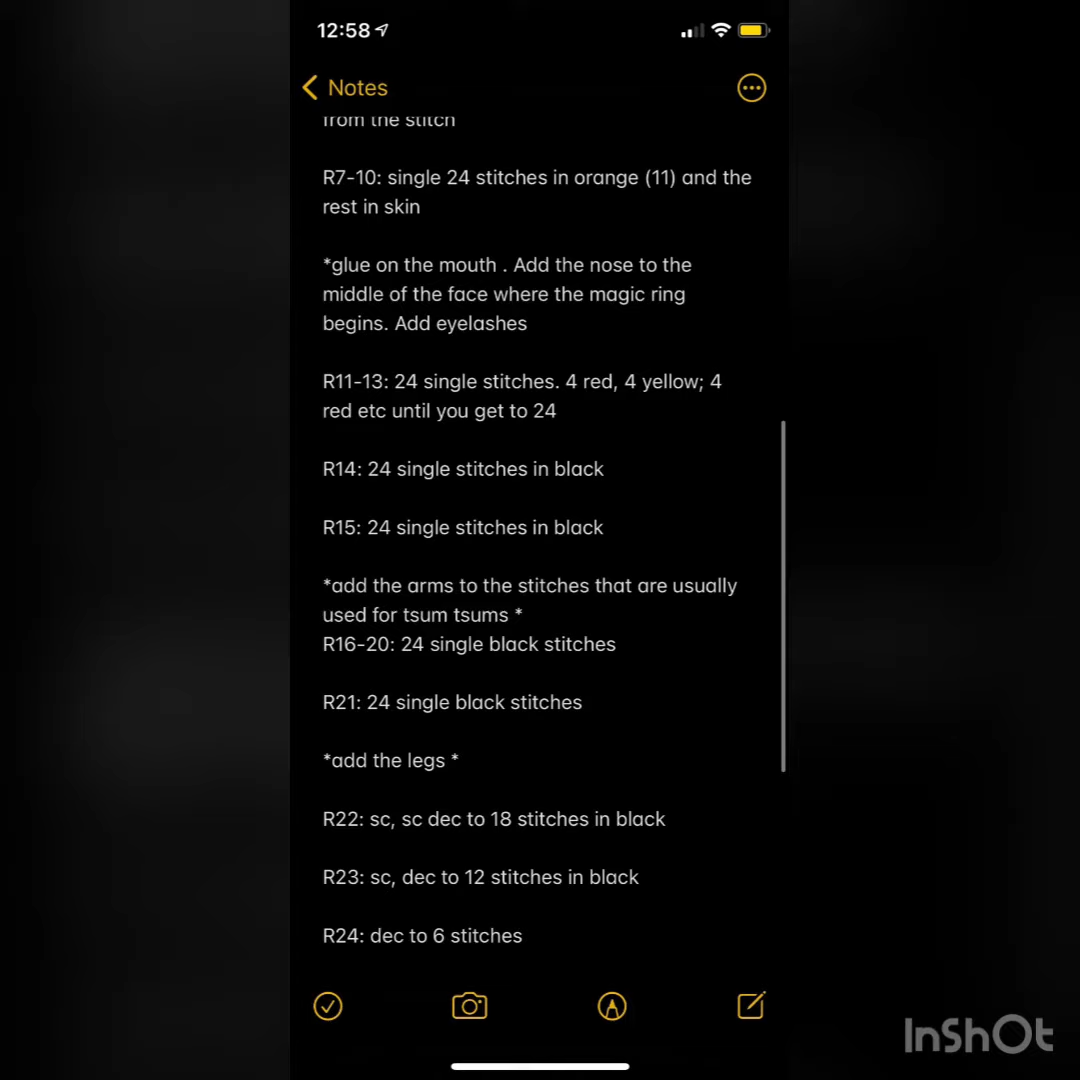 12:58
Notes
from the stitch
R7-10: single 24 stitches in orange (11) and the
rest in skin
*glue on the mouth . Add the nose to the
middle of the face where the magic ring
begins. Add eyelashes
R11-13: 24 single stitches. 4 red, 4 yellow; 4
red etc until you get to 24
R14: 24 single stitches in black
R15: 24 single stitches in black
*add the arms to the stitches that are usually
used for tsum tsums *
R16-20: 24 single black stitches
R21: 24 single black stitches
*add the legs *
R22: sc, sc dec to 18 stitches in black
R23: sc, dec to 12 stitches in black
R24: dec to 6 stitches
InShOt